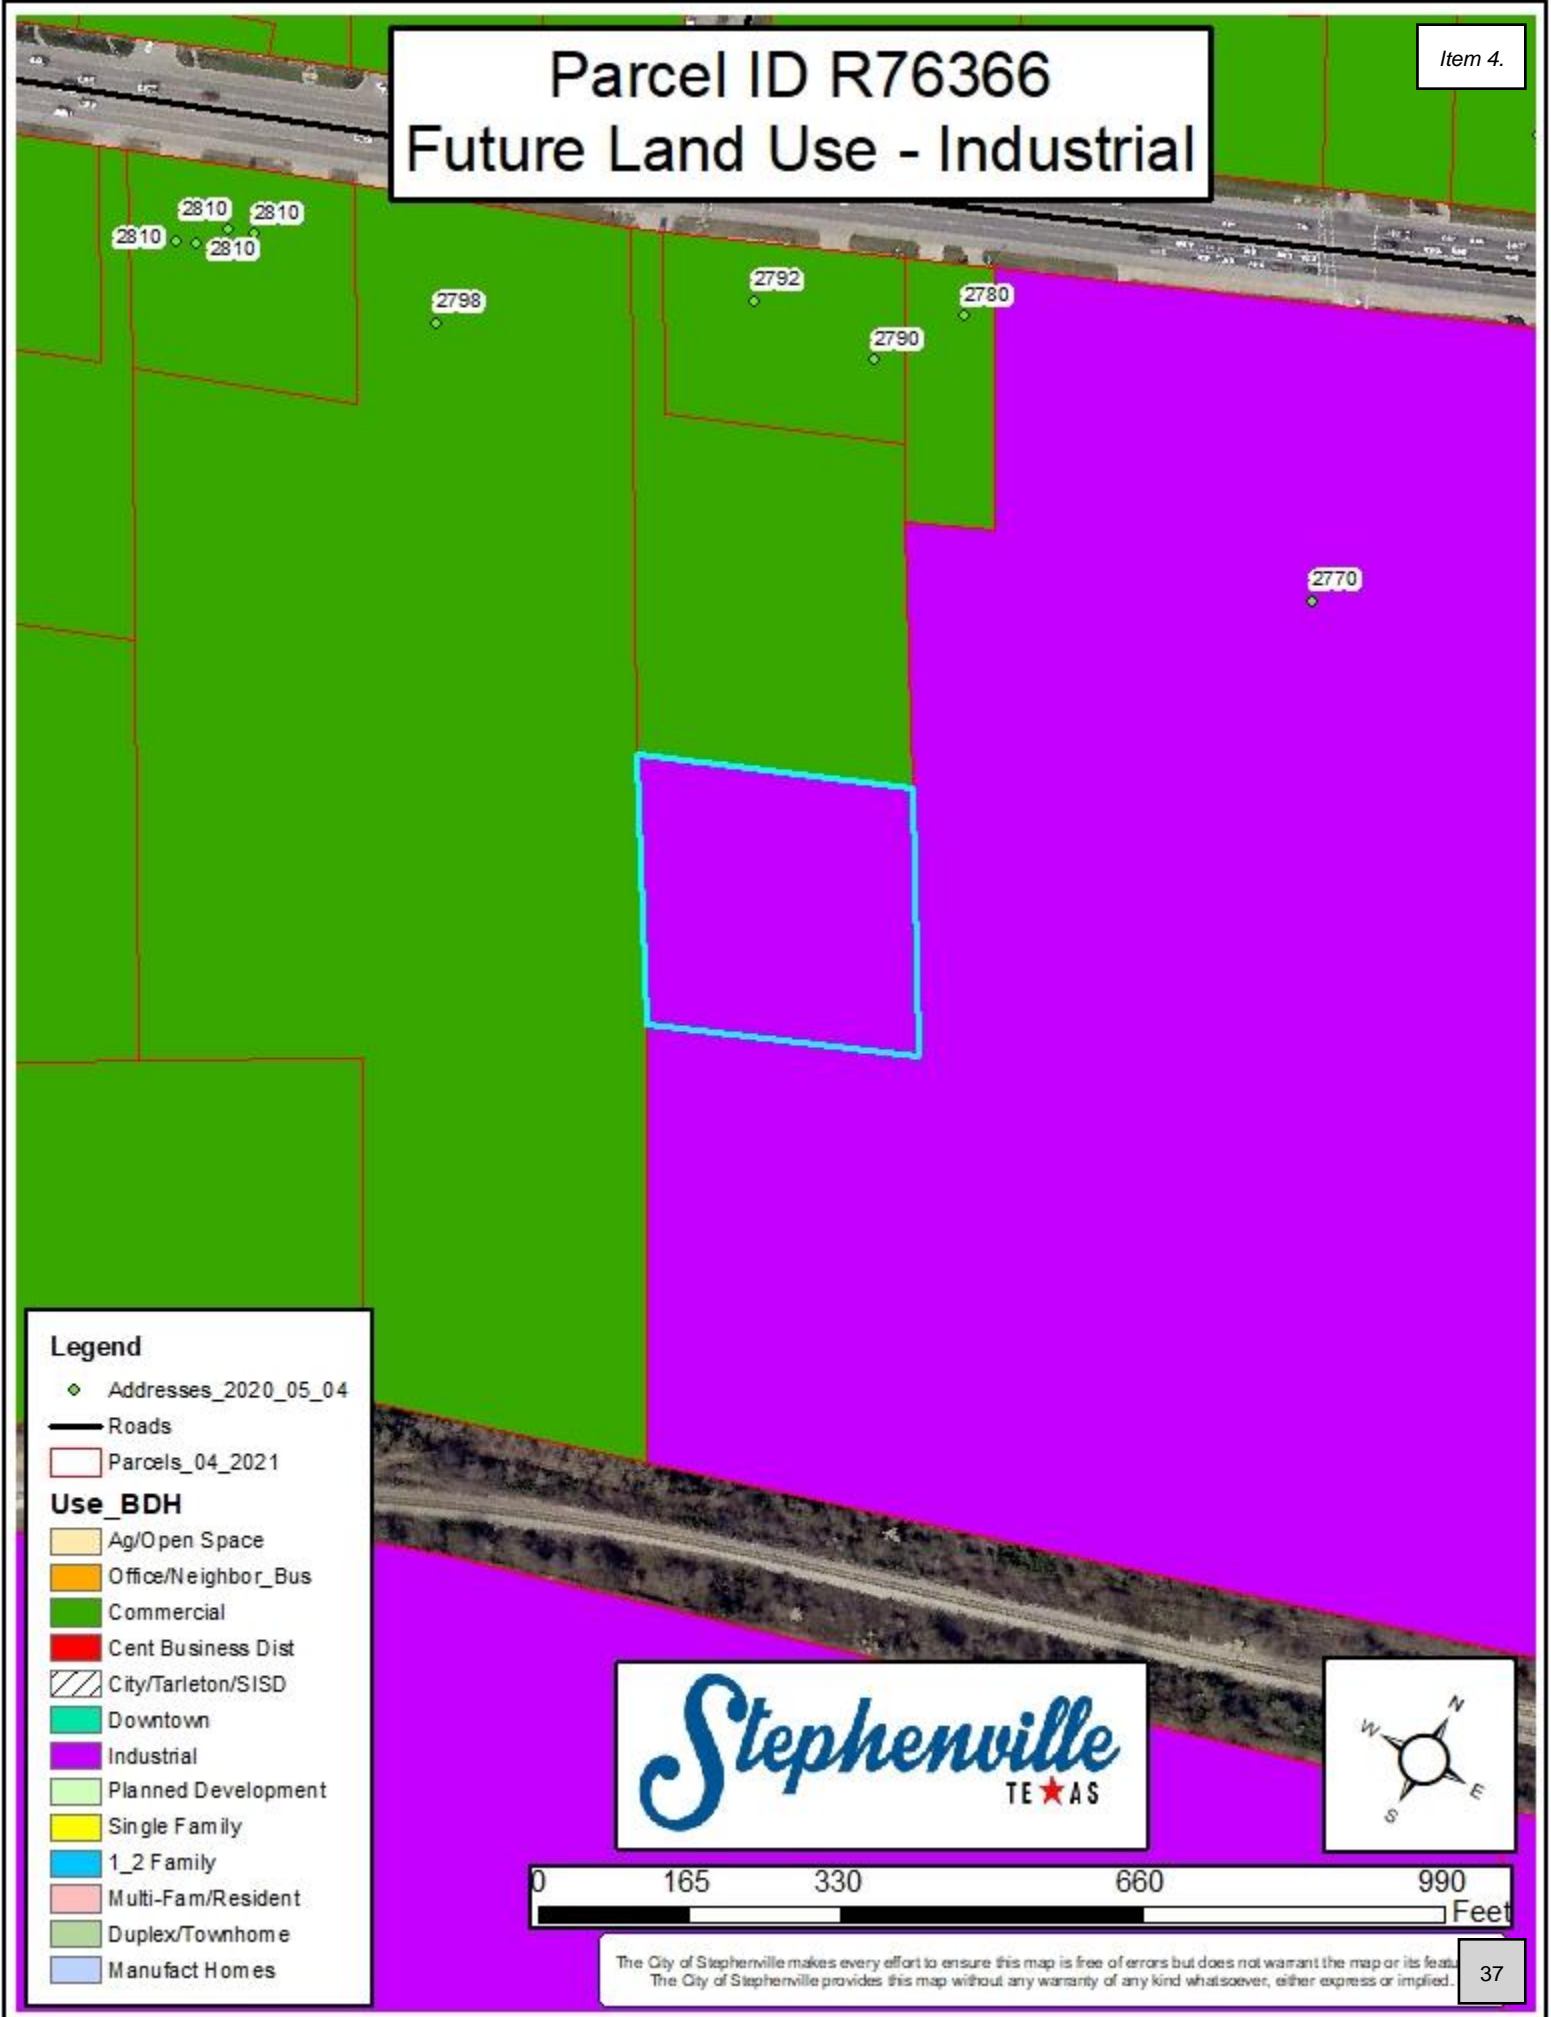 Item 4.
Parcel ID R76366
Future Land Use - Industrial
2810
2810
2810
2810
2798
2792
2780
2790
2770
Legend
Addresses_2020_05_04
Roads
Parcels_04_2021
Use_BDH
Ag/Open Space
Office/Neighbor_Bus
Commercial
Cent Business Dist
City/Tarleton/SISD
Downtown
Industrial
Planned Development
Single Family
1_2 Family
Multi-Fam/Resident
Duplex/Townhome
Manufact Homes
Stephenville
TEXAS
N
W
E
S
0 165 330 660 990
Feet
The City of Stephenville makes every effort to ensure this map is free of errors but does not warrant the map or its featu
The City of Stephenville provides this map without any warranty of any kind whatsoever, either express or implied.
37